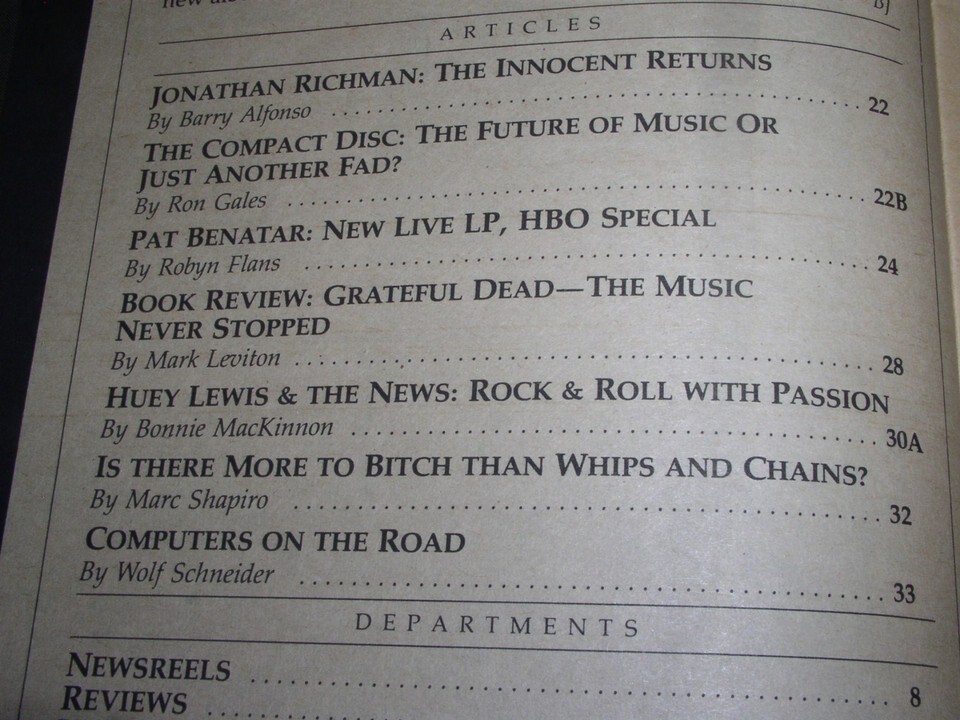 ARTICLES
JONATHAN RICHMAN: THE INNOCENT RETURNS
By Barry Alfonso ........ 22
THE COMPACT DISC: THE FUTURE OF MUSIC OR
JUST ANOTHER FAD?
By Ron Gales ........ 22B
PAT BENATAR: NEW LIVE LP, HBO SPECIAL
By Robyn Flans ........ 24
BOOK REVIEW: GRATEFUL DEAD—THE MUSIC
NEVER STOPPED
By Mark Leviton ........ 28
HUEY LEWIS & THE NEWS: ROCK & ROLL WITH PASSION
By Bonnie MacKinnon ........ 30A
IS THERE MORE TO BITCH THAN WHIPS AND CHAINS?
By Marc Shapiro ........ 32
COMPUTERS ON THE ROAD
By Wolf Schneider ........ 33
DEPARTMENTS
NEWSREELS ........ 8
REVIEWS ........